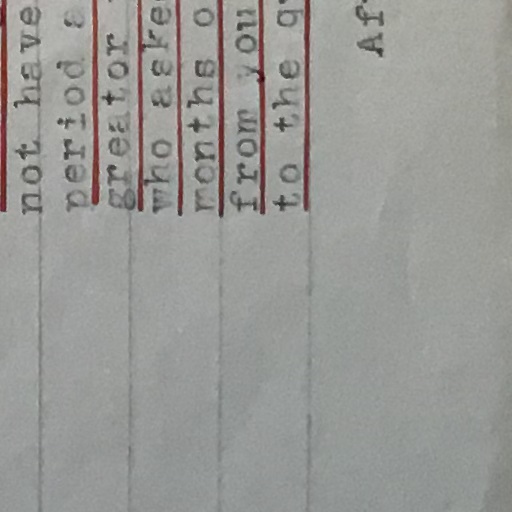 not have
period a
greator
who aske
months o
from you
to the q
Af